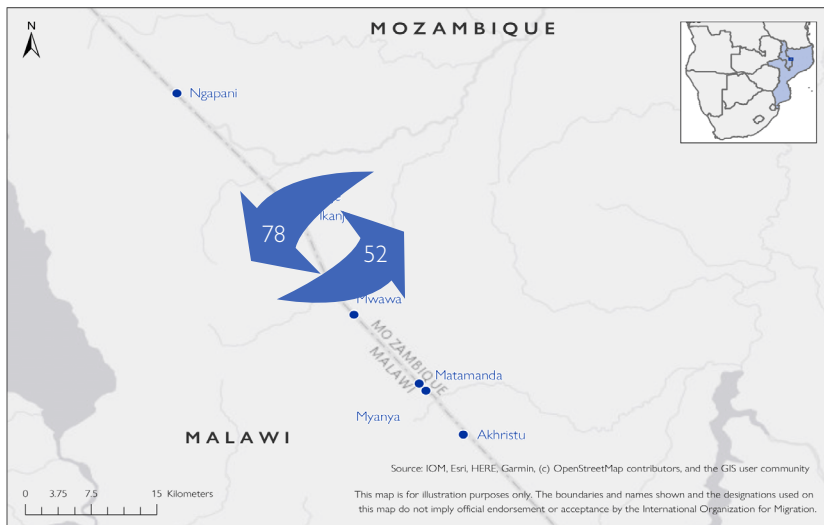 N
MOZAMBIQUE
Ngapani
78
52
Mwawa
MOZAMBIQUE
MALAWI
Matamanda
Myanya
MALAWI
Akhristu
Source: IOM, Esri, HERE, Garmin, (c) OpenStreetMap contributors, and the GIS user community
0 3.75 7.5 15 Kilometers
This map is for illustration purposes only. The boundaries and names shown and the designations used on
this map do not imply official endorsement or acceptance by the International Organization for Migration.